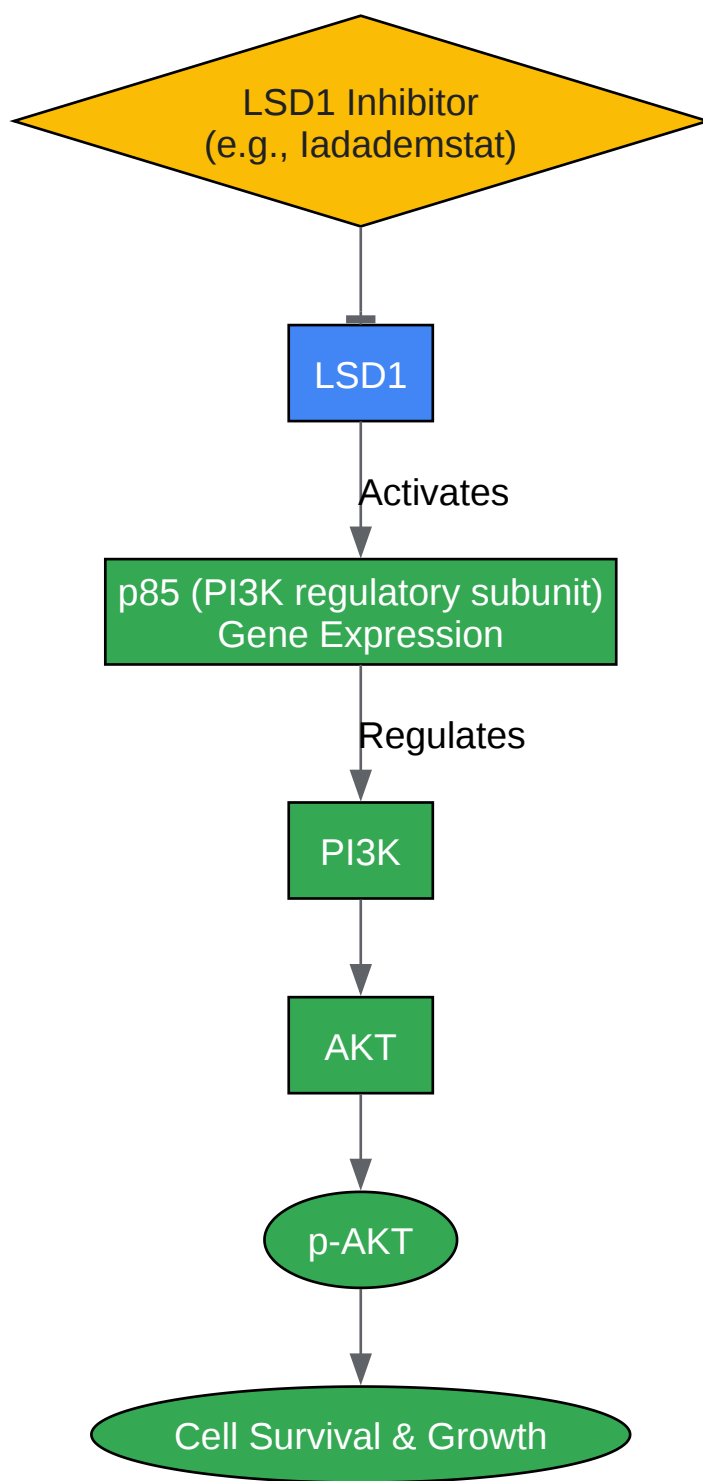 LSD1 Inhibitor
(e.g., Iadademstat)
LSD1
Activates
p85 (PI3K regulatory subunit)
Gene Expression
Regulates
PI3K
AKT
p-AKT
Cell Survival & Growth